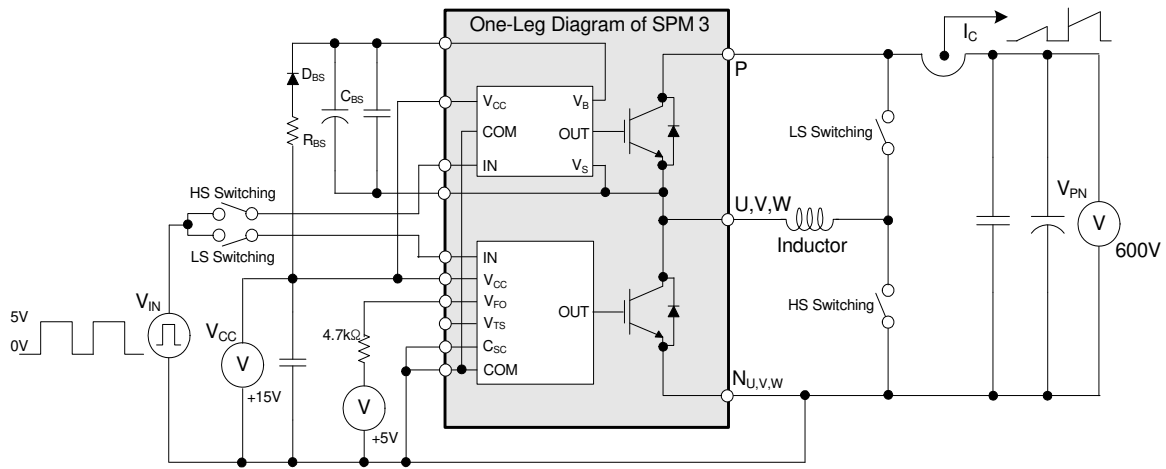 One-Leg Diagram of SPM 3
IC
P
DBS
CBS
RBS
VCC
COM
IN
VB
OUT
VS
LS Switching
HS Switching
LS Switching
U,V,W
Inductor
VPN
V
600V
IN
VCC
VFO
VTS
CSC
COM
OUT
HS Switching
VIN
5V
0V
VCC
V
+15V
4.7kΩ
V
+5V
NU,V,W